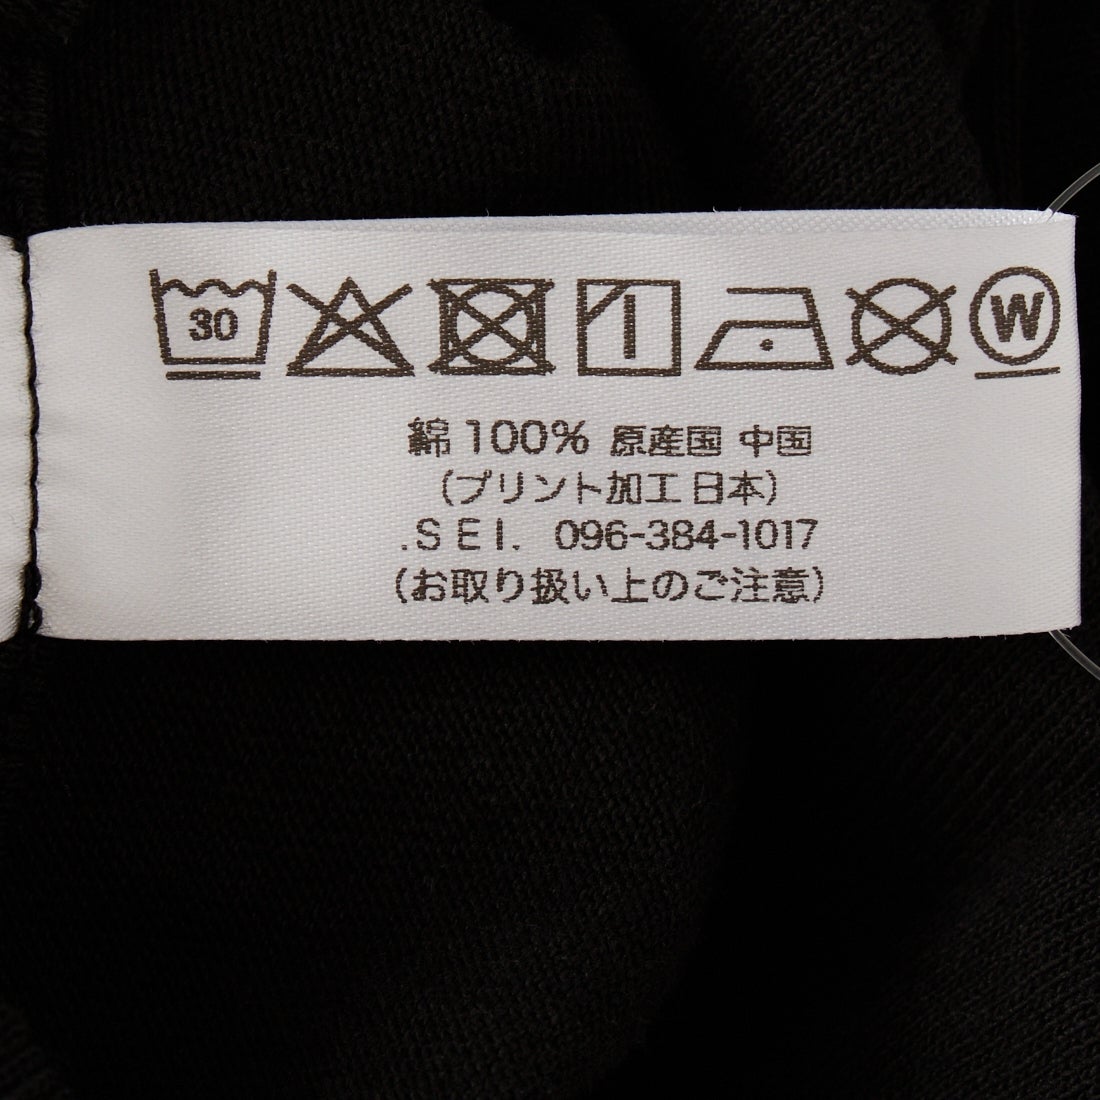 30 W
綿 100% 原産国 中国
(プリント加工 日本)
.SEI. 096-384-1017
(お取り扱い上のご注意)